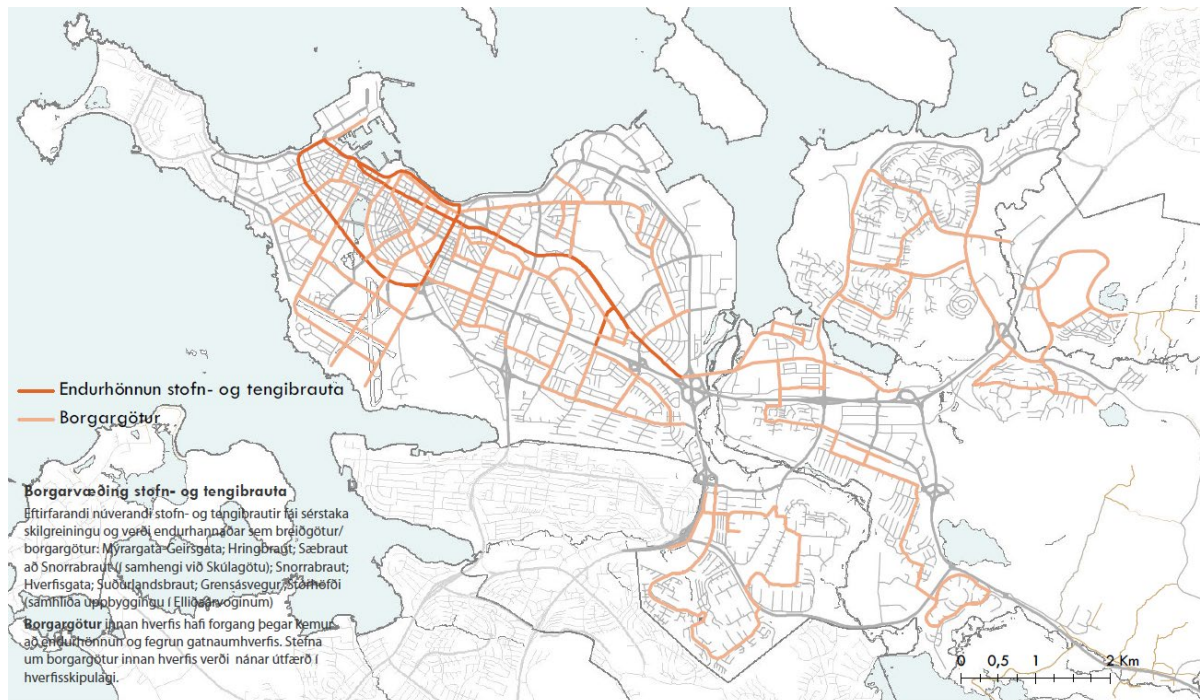 Endurhönnun stofn- og tengibrauta
Borgargötur
Borgarvæðing stofn- og tengibrauta
Eftirfarandi núverandi stofn- og tengibrautir fái sérstaka
skilgreiningu og verði endurhannaðar sem breiðgötur/
borgargötur: Mýrargata-Geirsgata; Hringbraut; Sæbraut
að Snorrabraut (í samhengi við Skúlagötu); Snorrabraut;
Hverfisgata; Suðurlandsbraut; Grensásvegur; Stórhöfði
(samhliða uppbyggingu í Elliðaárvoginum)
Borgargötur innan hverfis hafi forgang þegar kemur
að endurhönnun og fegrun gatnaumhverfis. Stefna
um borgargötur innan hverfis verði nánar útfærð í
hverfisskipulagi.
0 0,5 1 2 Km